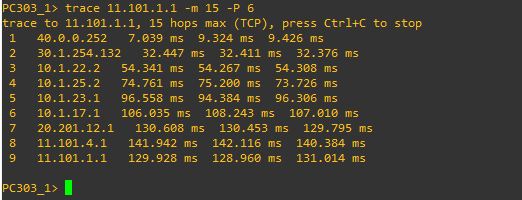 PC303_1> trace 11.101.1.1 -m 15 -P 6
trace to 11.101.1.1, 15 hops max (TCP), press Ctrl+C to stop
1 40.0.0.252 7.039 ms 9.324 ms 9.426 ms
2 30.1.254.132 32.447 ms 32.411 ms 32.376 ms
3 10.1.22.2 54.341 ms 54.267 ms 54.308 ms
4 10.1.25.2 74.761 ms 75.200 ms 73.726 ms
5 10.1.23.1 96.558 ms 94.384 ms 96.306 ms
6 10.1.17.1 106.035 ms 108.243 ms 107.010 ms
7 20.201.12.1 130.608 ms 130.453 ms 129.795 ms
8 11.101.4.1 141.942 ms 142.116 ms 140.384 ms
9 11.101.1.1 129.928 ms 128.960 ms 131.014 ms
PC303_1>